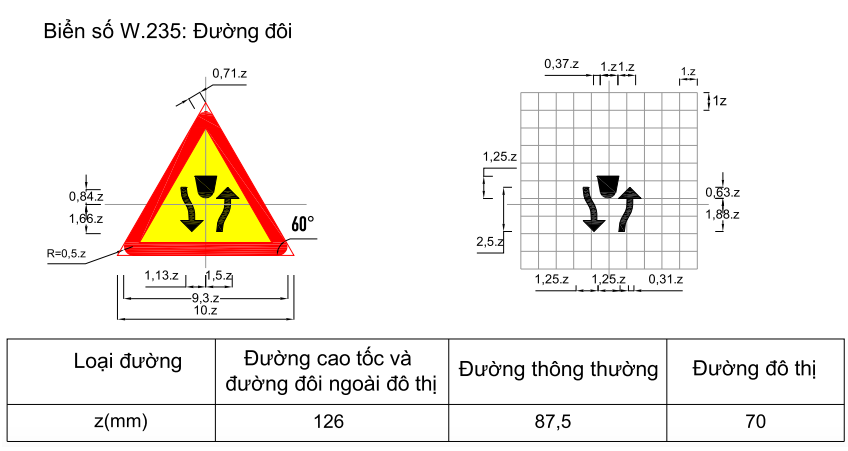 Biển số W.235: Đường đôi
0,71.z
0,84.z
1,66.z
60°
R=0,5.z
1,13.z 1,5.z
9,3.z
10.z
0,37.z 1.z 1.z 1.z
1z
1,25.z
0,63.z
1,88.z
2,5.z
1,25.z 1,25.z 0,31.z
Loại đường
Đường cao tốc và
đường đôi ngoài đô thị
Đường thông thường
Đường đô thị
z(mm) 126 87,5 70